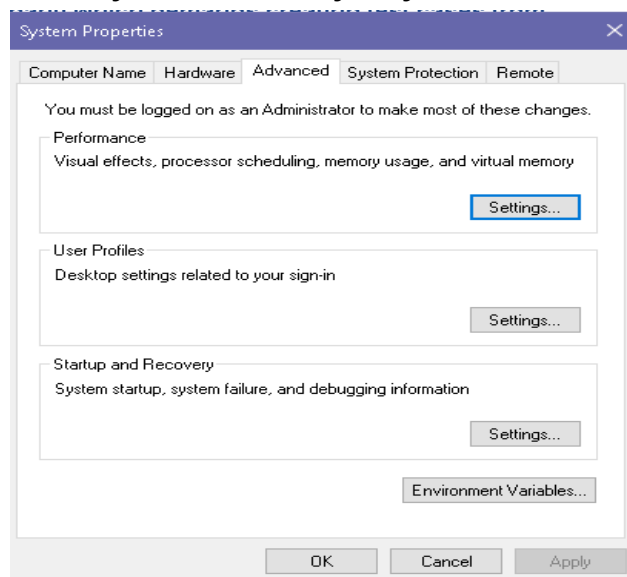 System Properties
Computer Name Hardware Advanced System Protection Remote
You must be logged on as an Administrator to make most of these changes.
Performance
Visual effects, processor scheduling, memory usage, and virtual memory
Settings...
User Profiles
Desktop settings related to your sign-in
Settings...
Startup and Recovery
System startup, system failure, and debugging information
Settings...
Environment Variables...
OK Cancel Apply